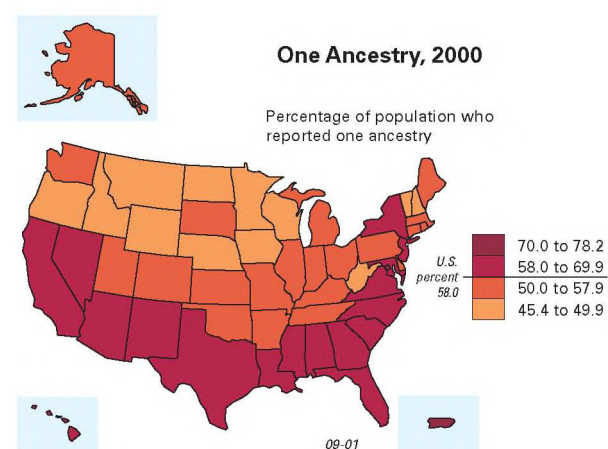 One Ancestry, 2000
Percentage of population who
reported one ancestry
70.0 to 78.2
58.0 to 69.9
U.S.
percent
58.0
50.0 to 57.9
45.4 to 49.9
09-01